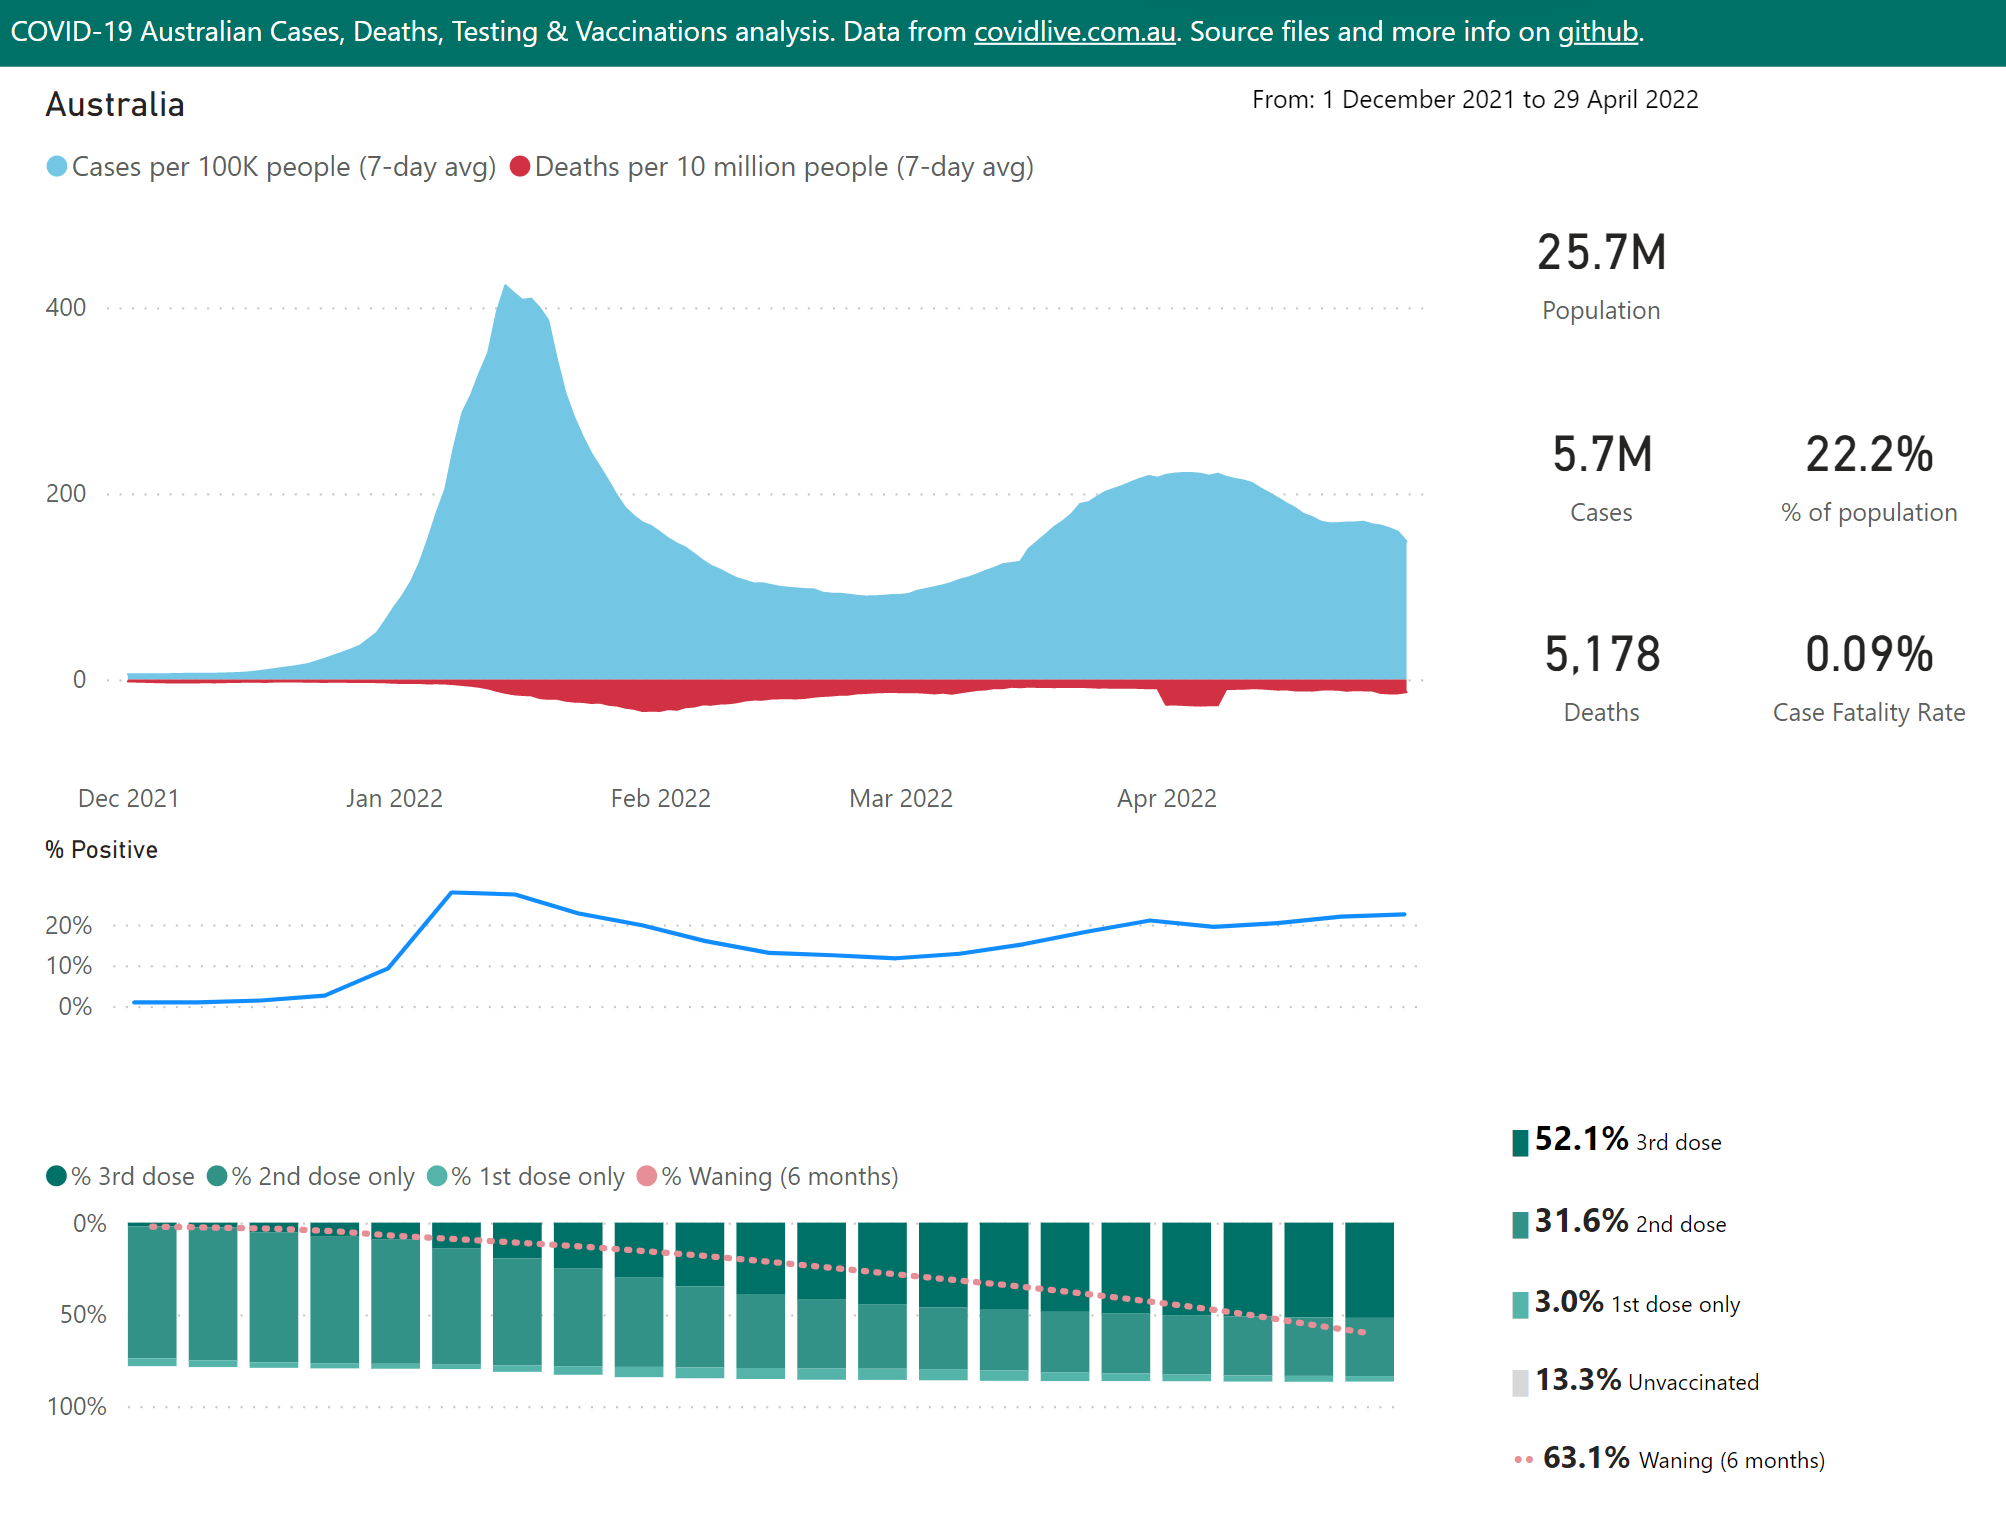 COVID-19 Australian Cases, Deaths, Testing & Vaccinations analysis. Data from covidlive.com.au. Source files and more info on github.
Australia
From: 1 December 2021 to 29 April 2022
Cases per 100K people (7-day avg) Deaths per 10 million people (7-day avg)
400
200
0
Dec 2021 Jan 2022 Feb 2022 Mar 2022 Apr 2022
25.7M
Population
5.7M 22.2%
Cases % of population
5,178 0.09%
Deaths Case Fatality Rate
% Positive
20%
10%
0%
% 3rd dose % 2nd dose only % 1st dose only % Waning (6 months)
0%
50%
100%
52.1% 3rd dose
31.6% 2nd dose
3.0% 1st dose only
13.3% Unvaccinated
63.1% Waning (6 months)